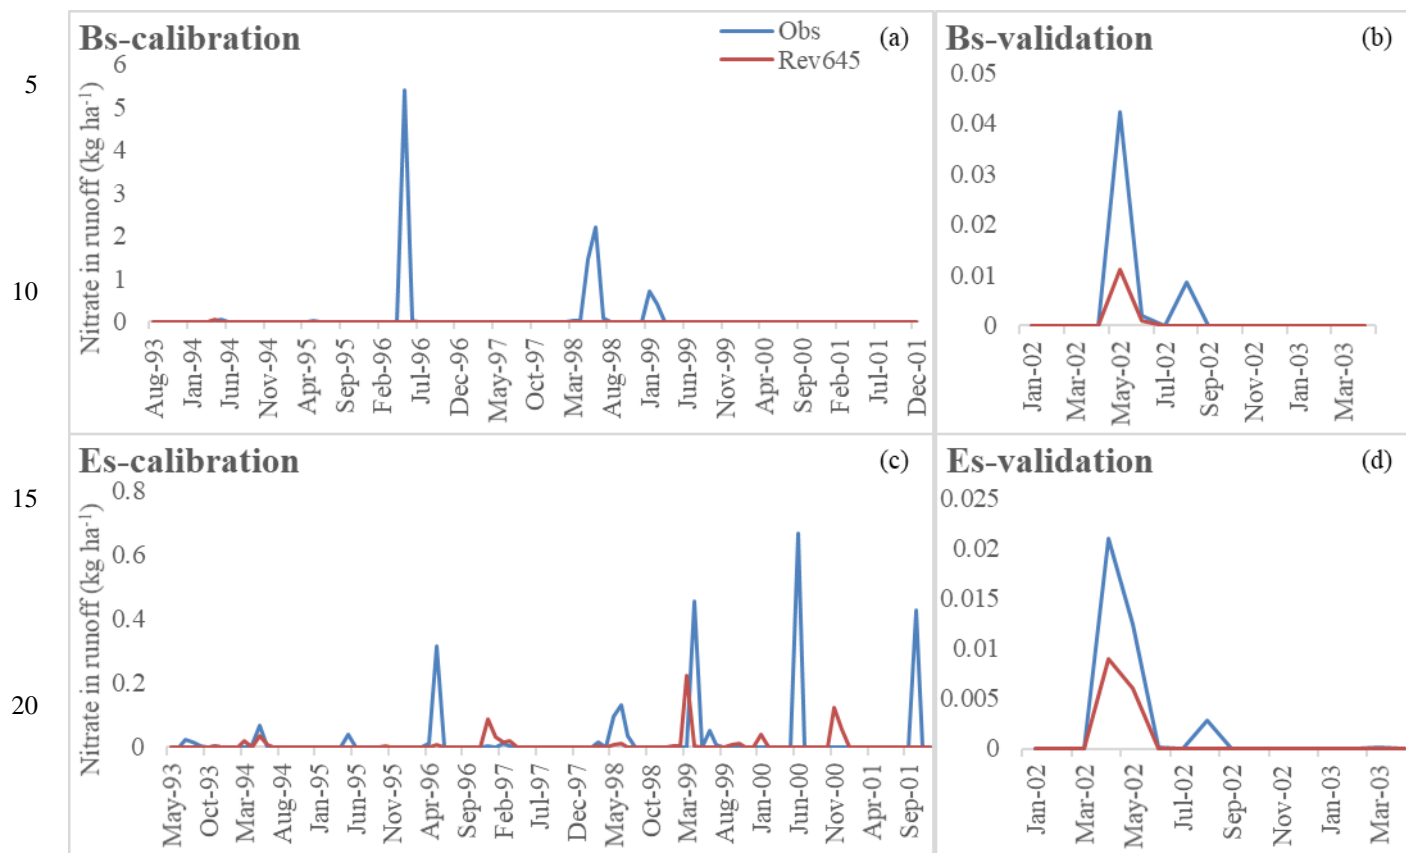 5
10
15
20
Bs-calibration
(a)
Obs
Rev645
Nitrate in runoff (kg ha-1)
6
5
4
3
2
1
0
Aug-93
Jan-94
Jun-94
Nov-94
Apr-95
Sep-95
Feb-96
Jul-96
Dec-96
May-97
Oct-97
Mar-98
Aug-98
Jan-99
Jun-99
Nov-99
Apr-00
Sep-00
Feb-01
Jul-01
Dec-01
Bs-validation
(b)
0.05
0.04
0.03
0.02
0.01
0
Jan-02
Mar-02
May-02
Jul-02
Sep-02
Nov-02
Jan-03
Mar-03
Es-calibration
(c)
Nitrate in runoff (kg ha-1)
0.8
0.6
0.4
0.2
0
May-93
Oct-93
Mar-94
Aug-94
Jan-95
Jun-95
Nov-95
Apr-96
Sep-96
Feb-97
Jul-97
Dec-97
May-98
Oct-98
Mar-99
Aug-99
Jan-00
Jun-00
Nov-00
Apr-01
Sep-01
Es-validation
(d)
0.025
0.02
0.015
0.01
0.005
0
Jan-02
Mar-02
May-02
Jul-02
Sep-02
Nov-02
Jan-03
Mar-03